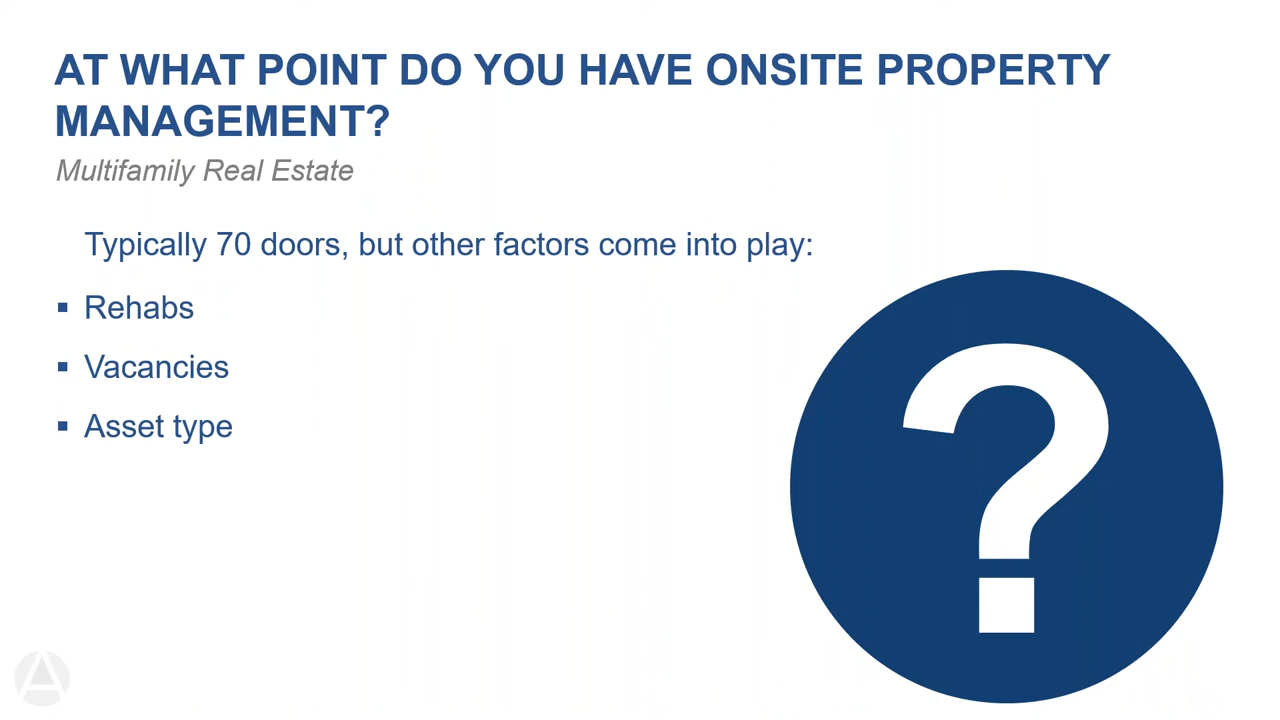 AT WHAT POINT DO YOU HAVE ONSITE PROPERTY
MANAGEMENT?
Multifamily Real Estate
Typically 70 doors, but other factors come into play:
▪ Rehabs
▪ Vacancies
▪ Asset type
?